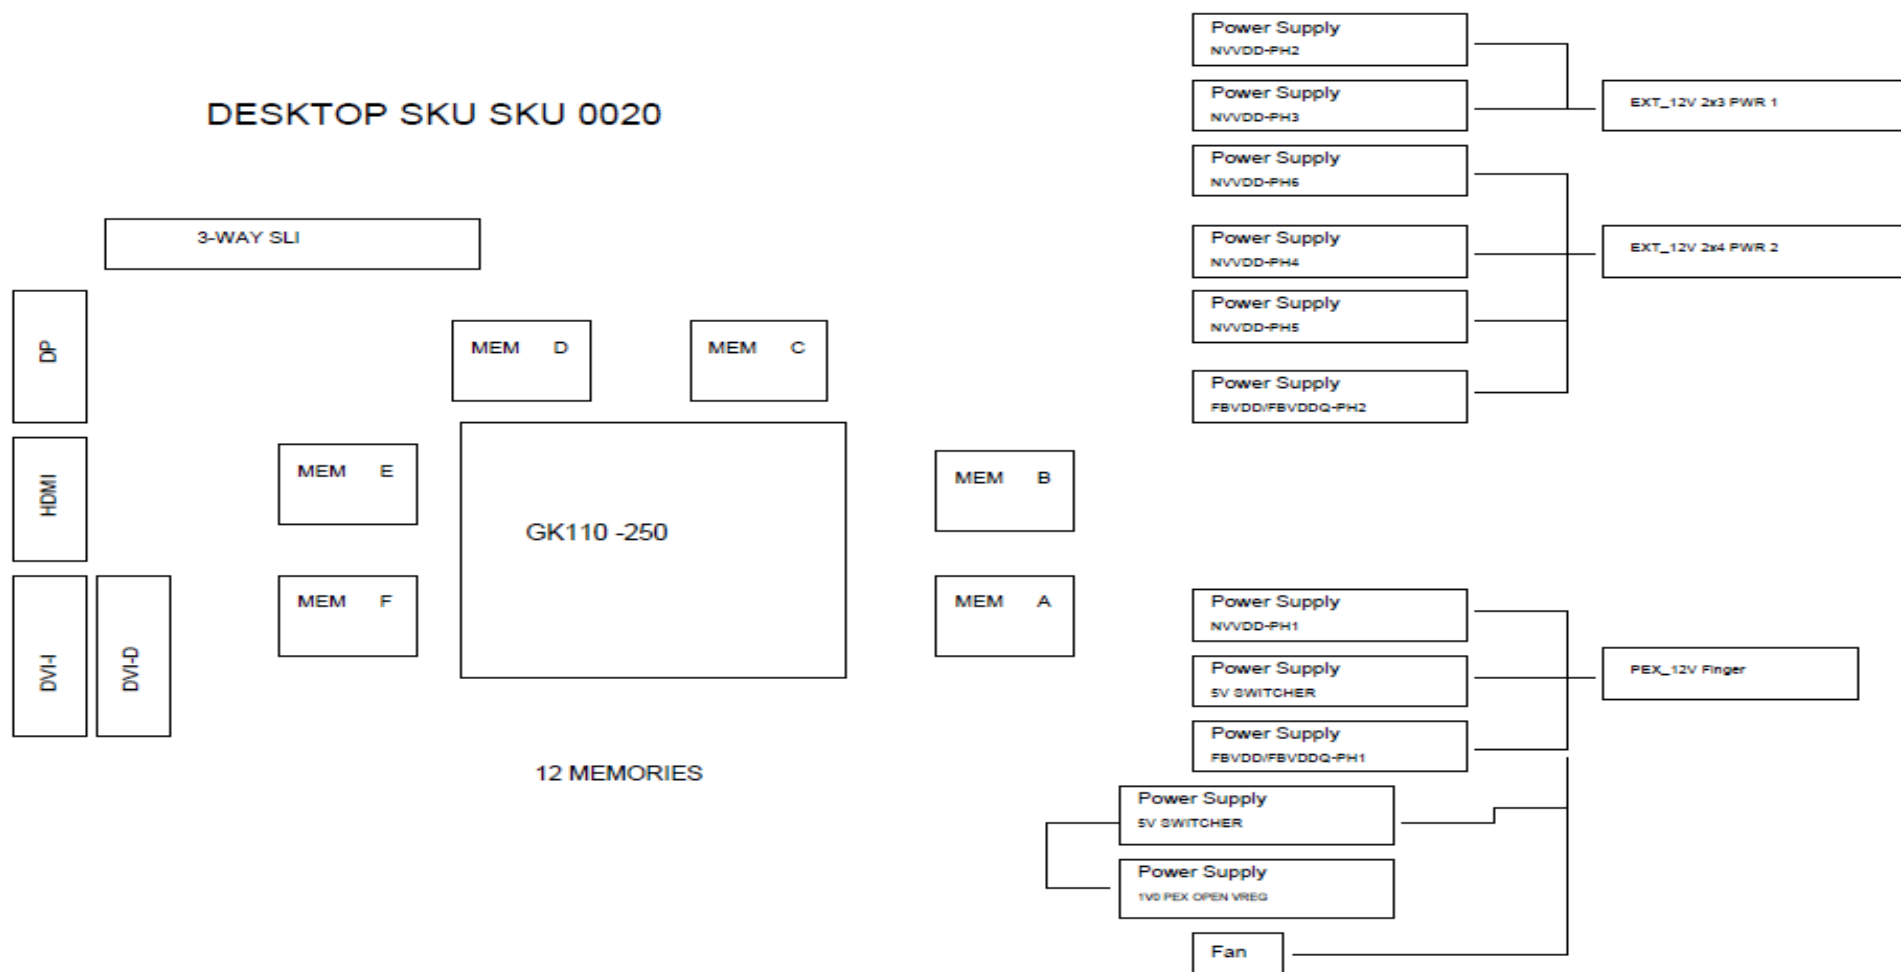 DESKTOP SKU SKU 0020
3-WAY SLI
DP
HDMI
DVI-I
DVI-D
MEM D
MEM C
MEM E
MEM B
GK110 -250
MEM F
MEM A
12 MEMORIES
Power Supply
NVVDD-PH2
Power Supply
NVVDD-PH3
EXT_12V 2x3 PWR 1
Power Supply
NVVDD-PH6
Power Supply
NVVDD-PH4
EXT_12V 2x4 PWR 2
Power Supply
NVVDD-PH5
Power Supply
FBVDD/FBVDDQ-PH2
Power Supply
NVVDD-PH1
Power Supply
5V SWITCHER
PEX_12V Finger
Power Supply
FBVDD/FBVDDQ-PH1
Power Supply
5V SWITCHER
Power Supply
1V0 PEX OPEN VREG
Fan